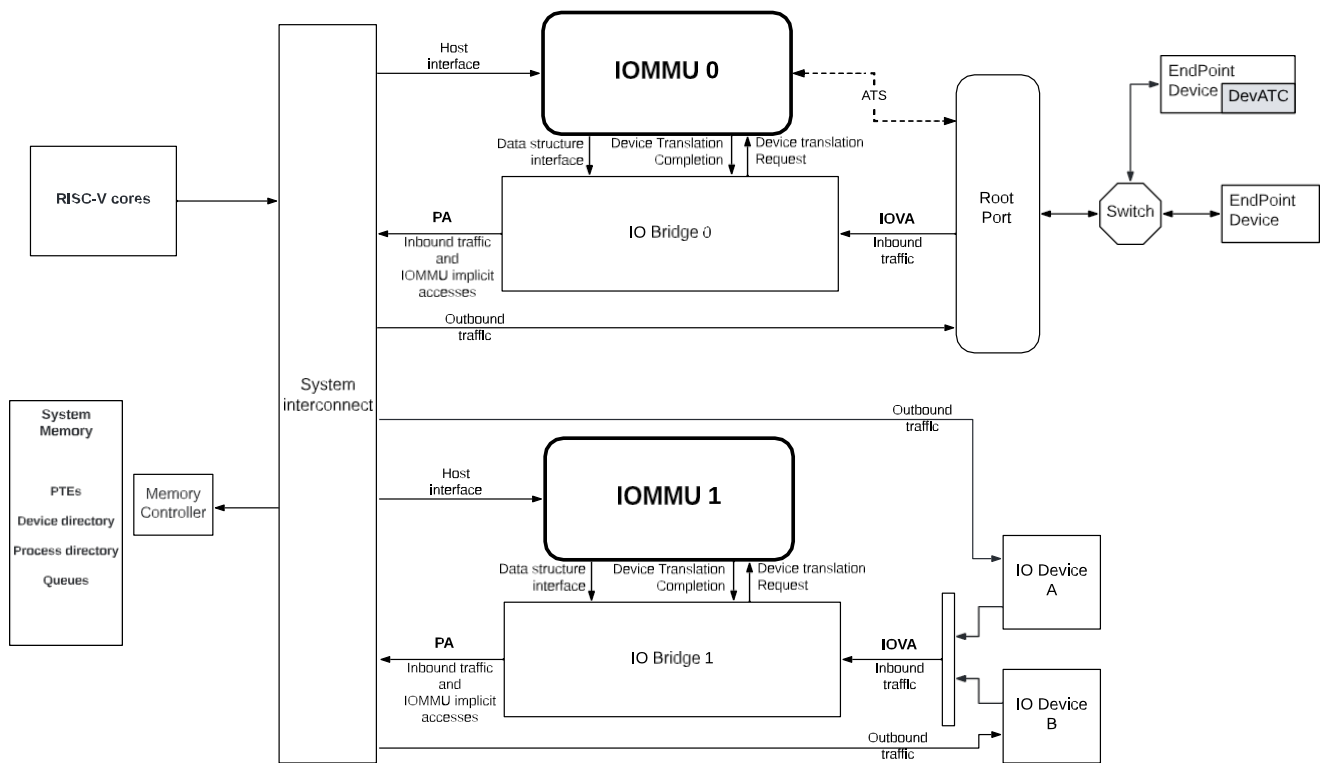 Host
interface
IOMMU 0
ATS
EndPoint
Device
DevATC
Data structure
interface
Device Translation
Completion
Device translation
Request
RISC-V cores
PA
Inbound traffic
and
IOMMU implicit
accesses
IO Bridge 0
IOVA
Inbound
traffic
Root
Port
Switch
EndPoint
Device
Outbound
traffic
System
interconnect
System
Memory
PTEs
Device directory
Process directory
Queues
Memory
Controller
Outbound
traffic
Host
interface
IOMMU 1
Data structure
interface
Device Translation
Completion
Device translation
Request
IO Device
A
PA
Inbound traffic
and
IOMMU implicit
accesses
IO Bridge 1
IOVA
Inbound
traffic
IO Device
B
Outbound
traffic